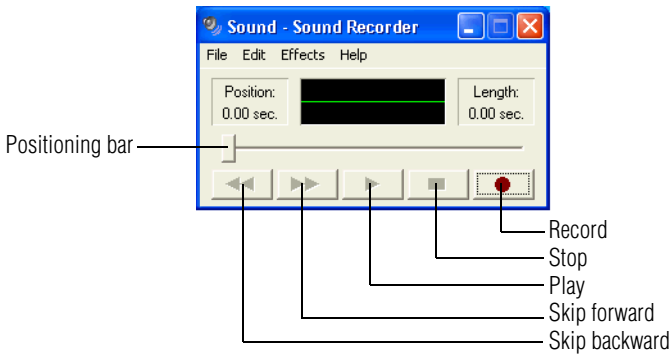 Sound - Sound Recorder
File Edit Effects Help
Position:
0.00 sec.
Length:
0.00 sec.
Positioning bar
Record
Stop
Play
Skip forward
Skip backward